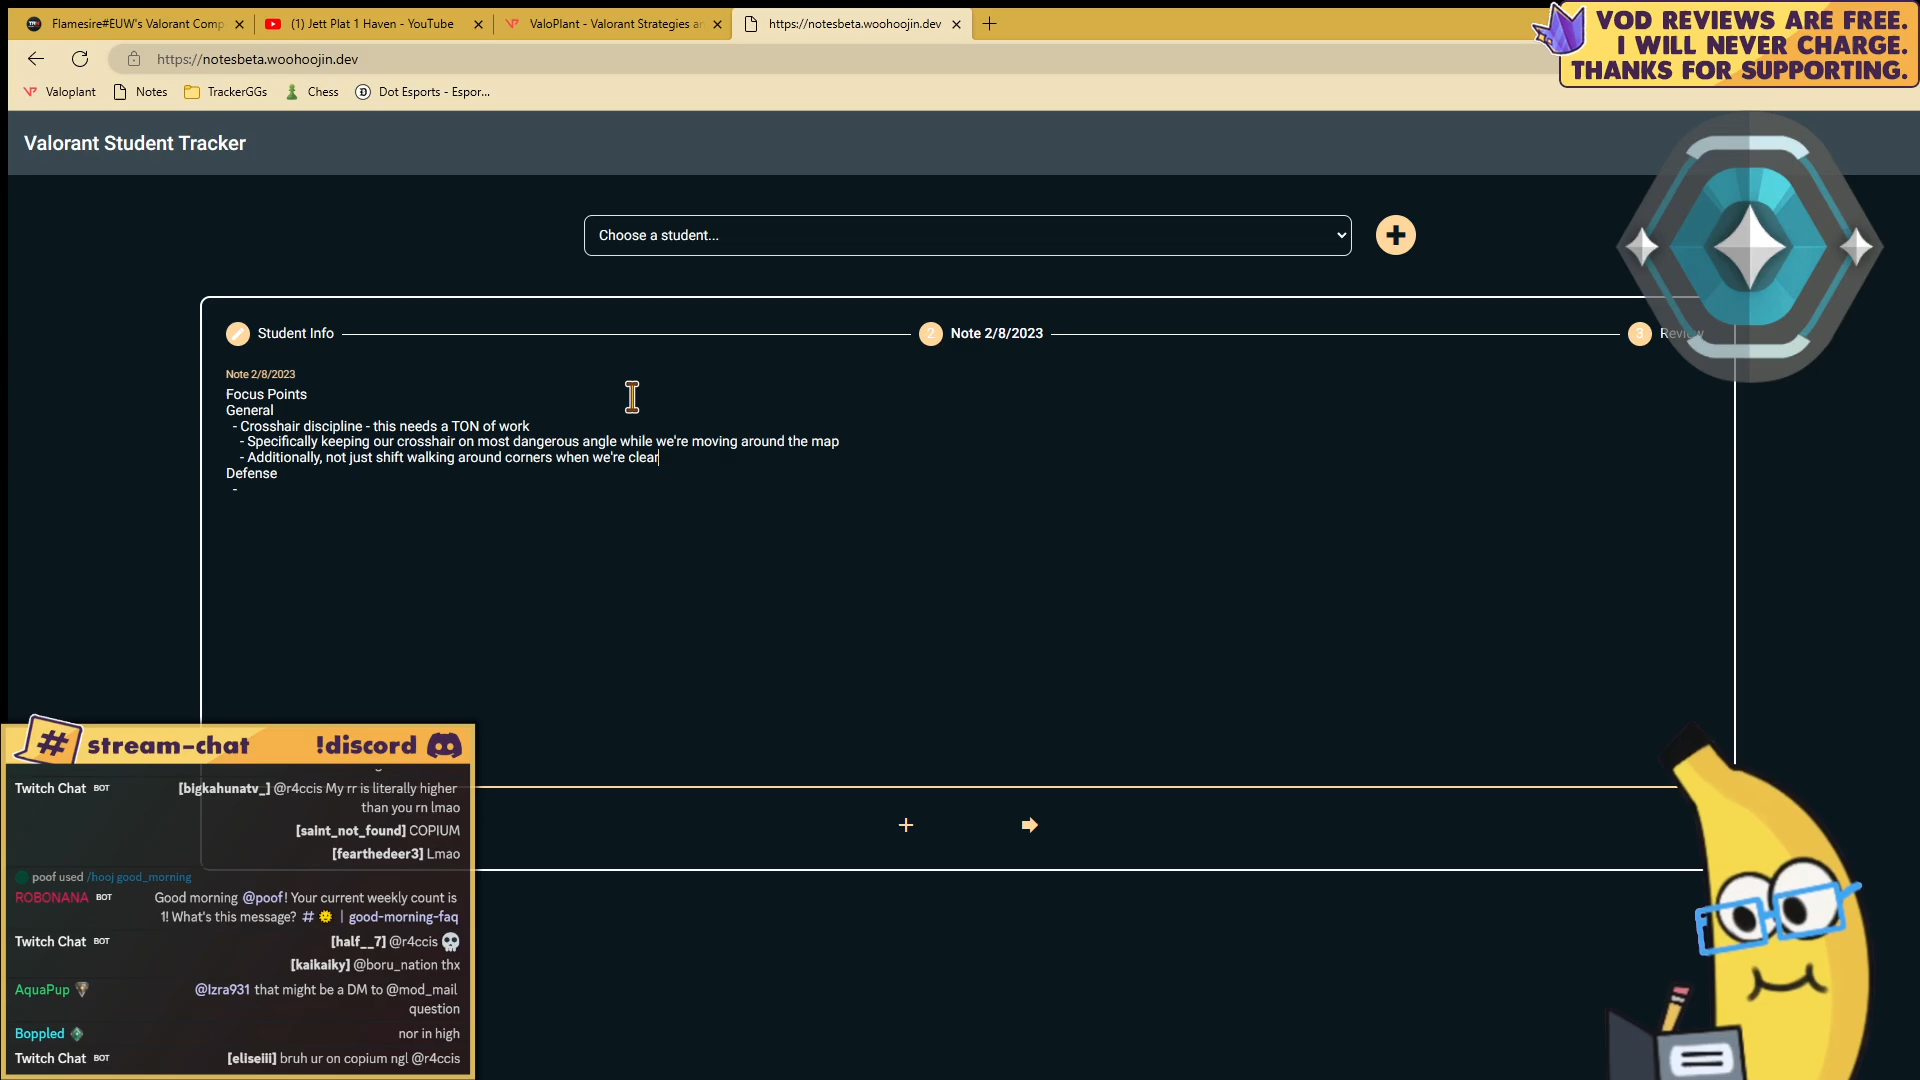 Flamesire#EUW's Valorant Comp
(1) Jett Plat 1 Haven - YouTube
ValoPlant - Valorant Strategies a
https://notesbeta.woohoojin.dev
https://notesbeta.woohoojin.dev
Valoplant
Notes
TrackerGGs
Chess
Dot Esports - Espor...
VOD REVIEWS ARE FREE.
I WILL NEVER CHARGE.
THANKS FOR SUPPORTING.
Valorant Student Tracker
Choose a student...
Student Info
2
Note 2/8/2023
3
Review
Note 2/8/2023
Focus Points
General
- Crosshair discipline - this needs a TON of work
- Specifically keeping our crosshair on most dangerous angle while we're moving around the map
- Additionally, not just shift walking around corners when we're clear
Defense
-
# stream-chat
!discord
Twitch Chat BOT
[bigkahunatv_] @r4ccis My rr is literally higher
than you rn lmao
[saint_not_found] COPIUM
[fearthedeer3] Lmao
poof used /hooj good_morning
ROBONANA BOT
Good morning @poof! Your current weekly count is
1! What's this message? # 🌞 | good-morning-faq
Twitch Chat BOT
[half__7] @r4ccis 💀
[kaikaiky] @boru_nation thx
AquaPup
@Izra931 that might be a DM to @mod_mail
question
Boppled
nor in high
Twitch Chat BOT
[eliseiii] bruh ur on copium ngl @r4ccis